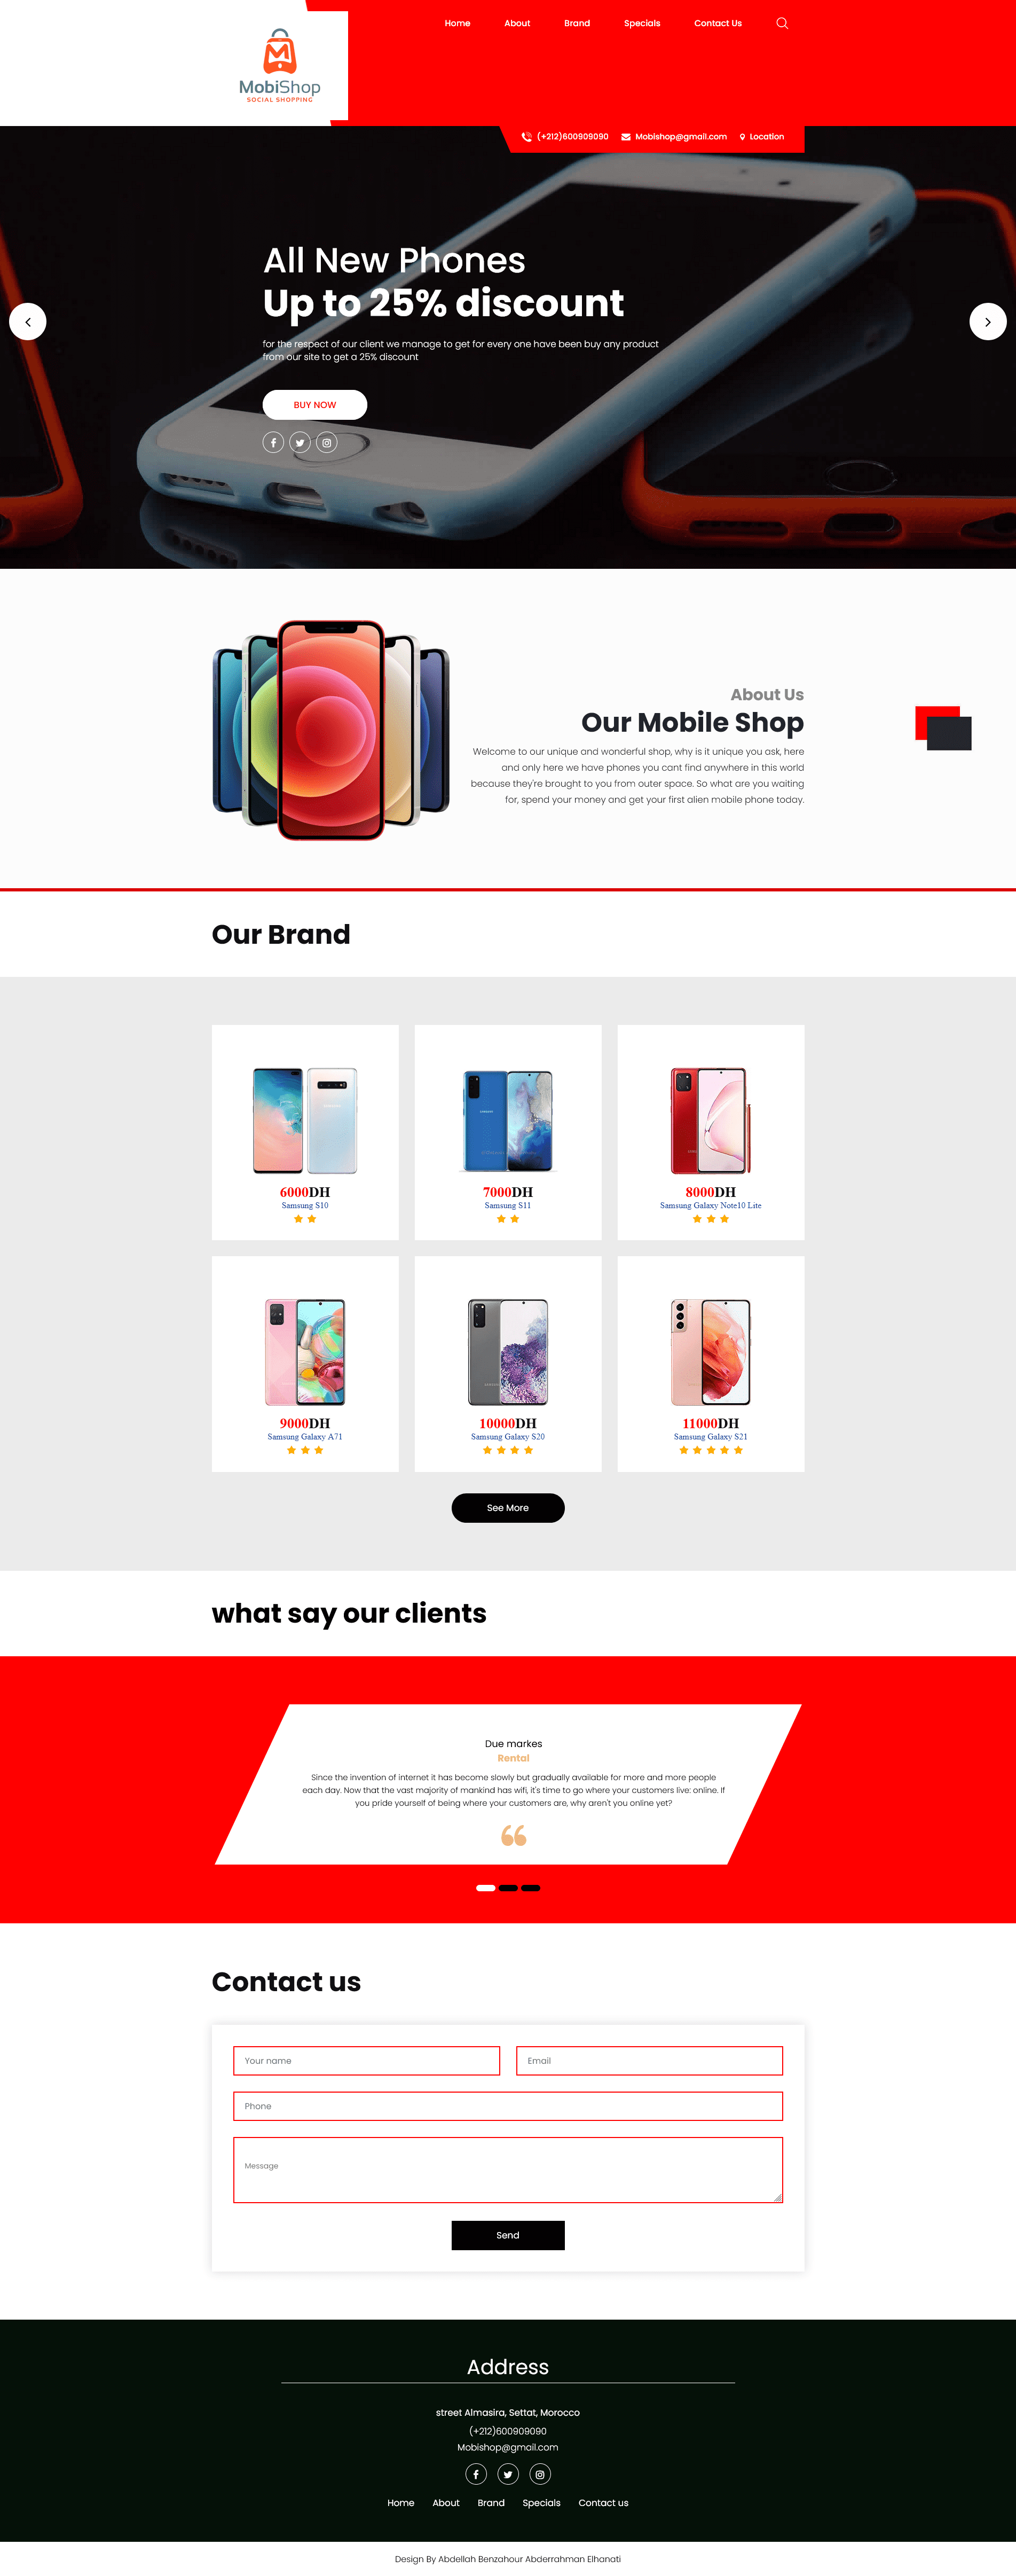 Home About Brand Specials Contact Us
MobiShop
SOCIAL SHOPPING
(+212)600909090 Mobishop@gmail.com Location
All New Phones
Up to 25% discount
for the respect of our client we manage to get for every one have been buy any product
from our site to get a 25% discount
BUY NOW
About Us
Our Mobile Shop
Welcome to our unique and wonderful shop, why is it unique you ask, here
and only here we have phones you cant find anywhere in this world
because they're brought to you from outer space. So what are you waiting
for, spend your money and get your first alien mobile phone today.
Our Brand
6000DH
Samsung S10
7000DH
Samsung S11
8000DH
Samsung Galaxy Note10 Lite
9000DH
Samsung Galaxy A71
10000DH
Samsung Galaxy S20
11000DH
Samsung Galaxy S21
See More
what say our clients
Due markes
Rental
Since the invention of internet it has become slowly but gradually available for more and more people
each day. Now that the vast majority of mankind has wifi, it's time to go where your customers live: online. If
you pride yourself of being where your customers are, why aren't you online yet?
Contact us
Your name
Email
Phone
Message
Send
Address
street Almasira, Settat, Morocco
(+212)600909090
Mobishop@gmail.com
Home About Brand Specials Contact us
Design By Abdellah Benzahour Abderrahman Elhanati